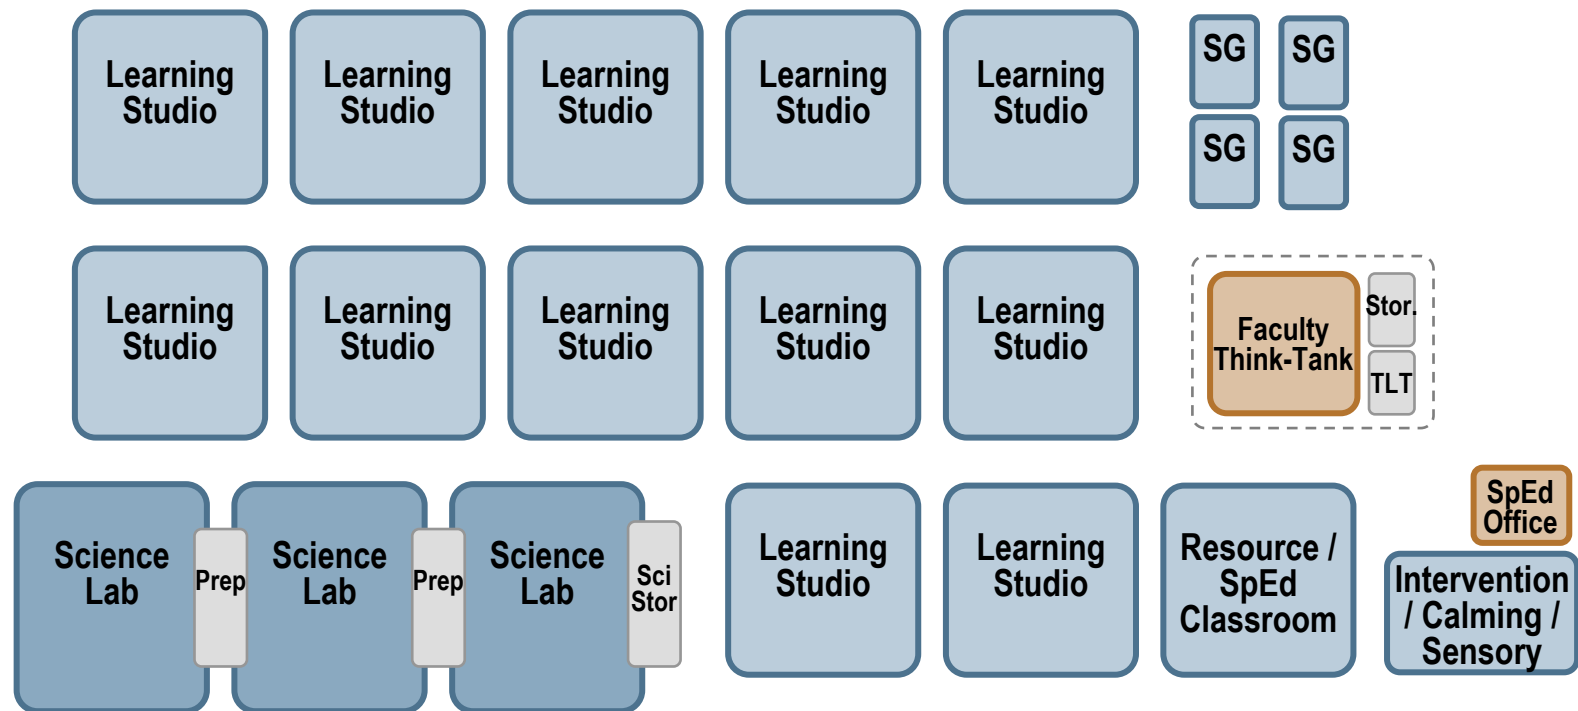 Learning
Studio
Learning
Studio
Learning
Studio
Learning
Studio
Learning
Studio
SG
SG
SG
SG
Learning
Studio
Learning
Studio
Learning
Studio
Learning
Studio
Learning
Studio
Faculty
Think-Tank
Stor.
TLT
Science
Lab
Prep
Science
Lab
Prep
Science
Lab
Sci
Stor
Learning
Studio
Learning
Studio
Resource /
SpEd
Classroom
SpEd
Office
Intervention
/ Calming /
Sensory